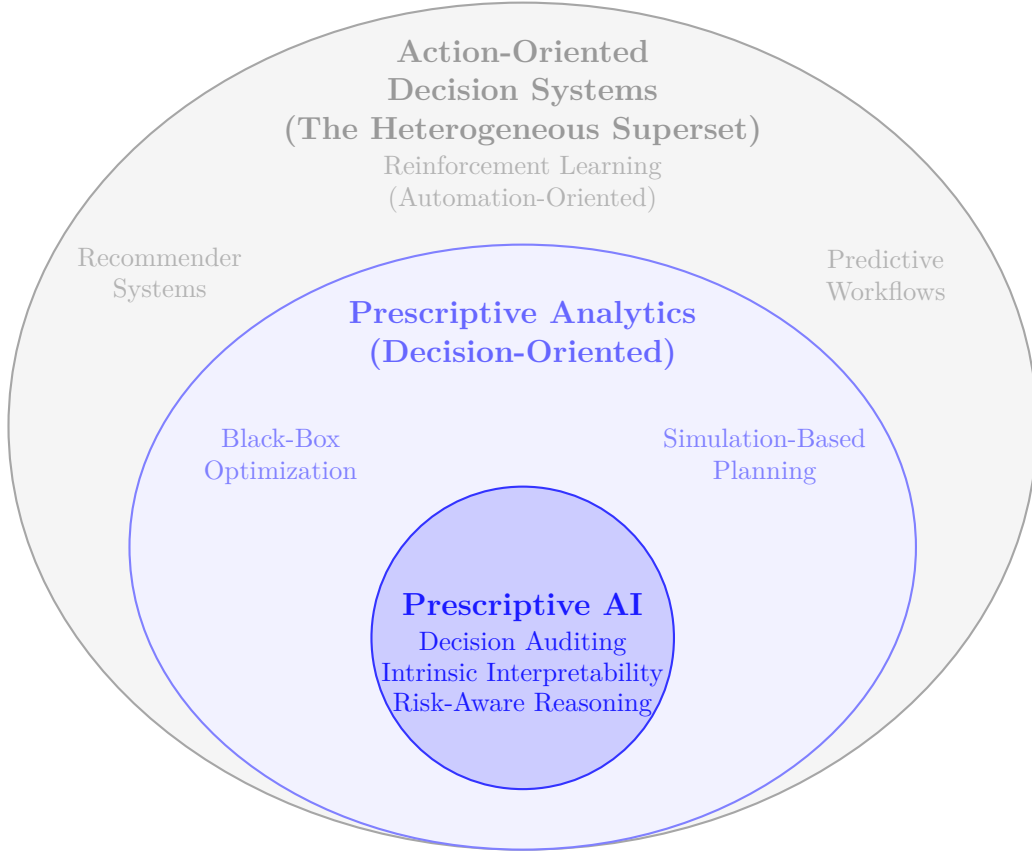 Action-Oriented
Decision Systems
(The Heterogeneous Superset)
Reinforcement Learning
(Automation-Oriented)
Recommender
Systems
Predictive
Workflows
Prescriptive Analytics
(Decision-Oriented)
Black-Box
Optimization
Simulation-Based
Planning
Prescriptive AI
Decision Auditing
Intrinsic Interpretability
Risk-Aware Reasoning